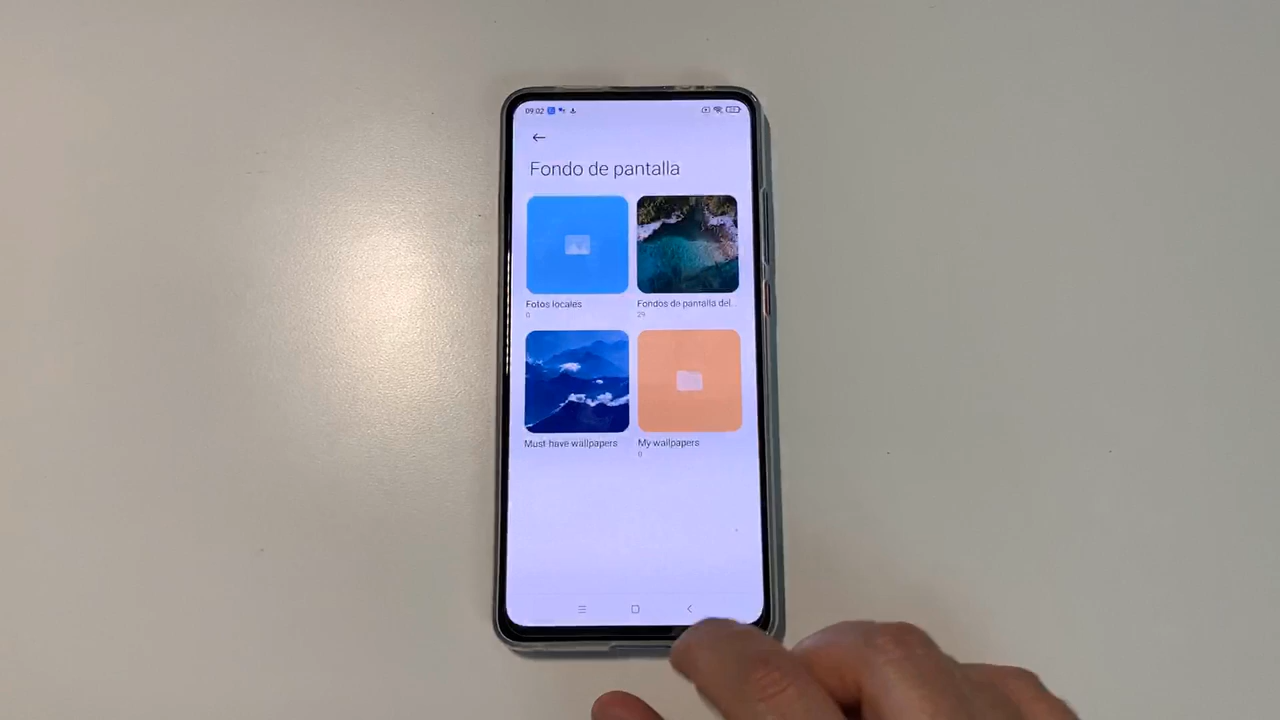 09:02
Fondo de pantalla
Fotos locales
0
Fondos de pantalla del...
29
Must have wallpapers
My wallpapers
0